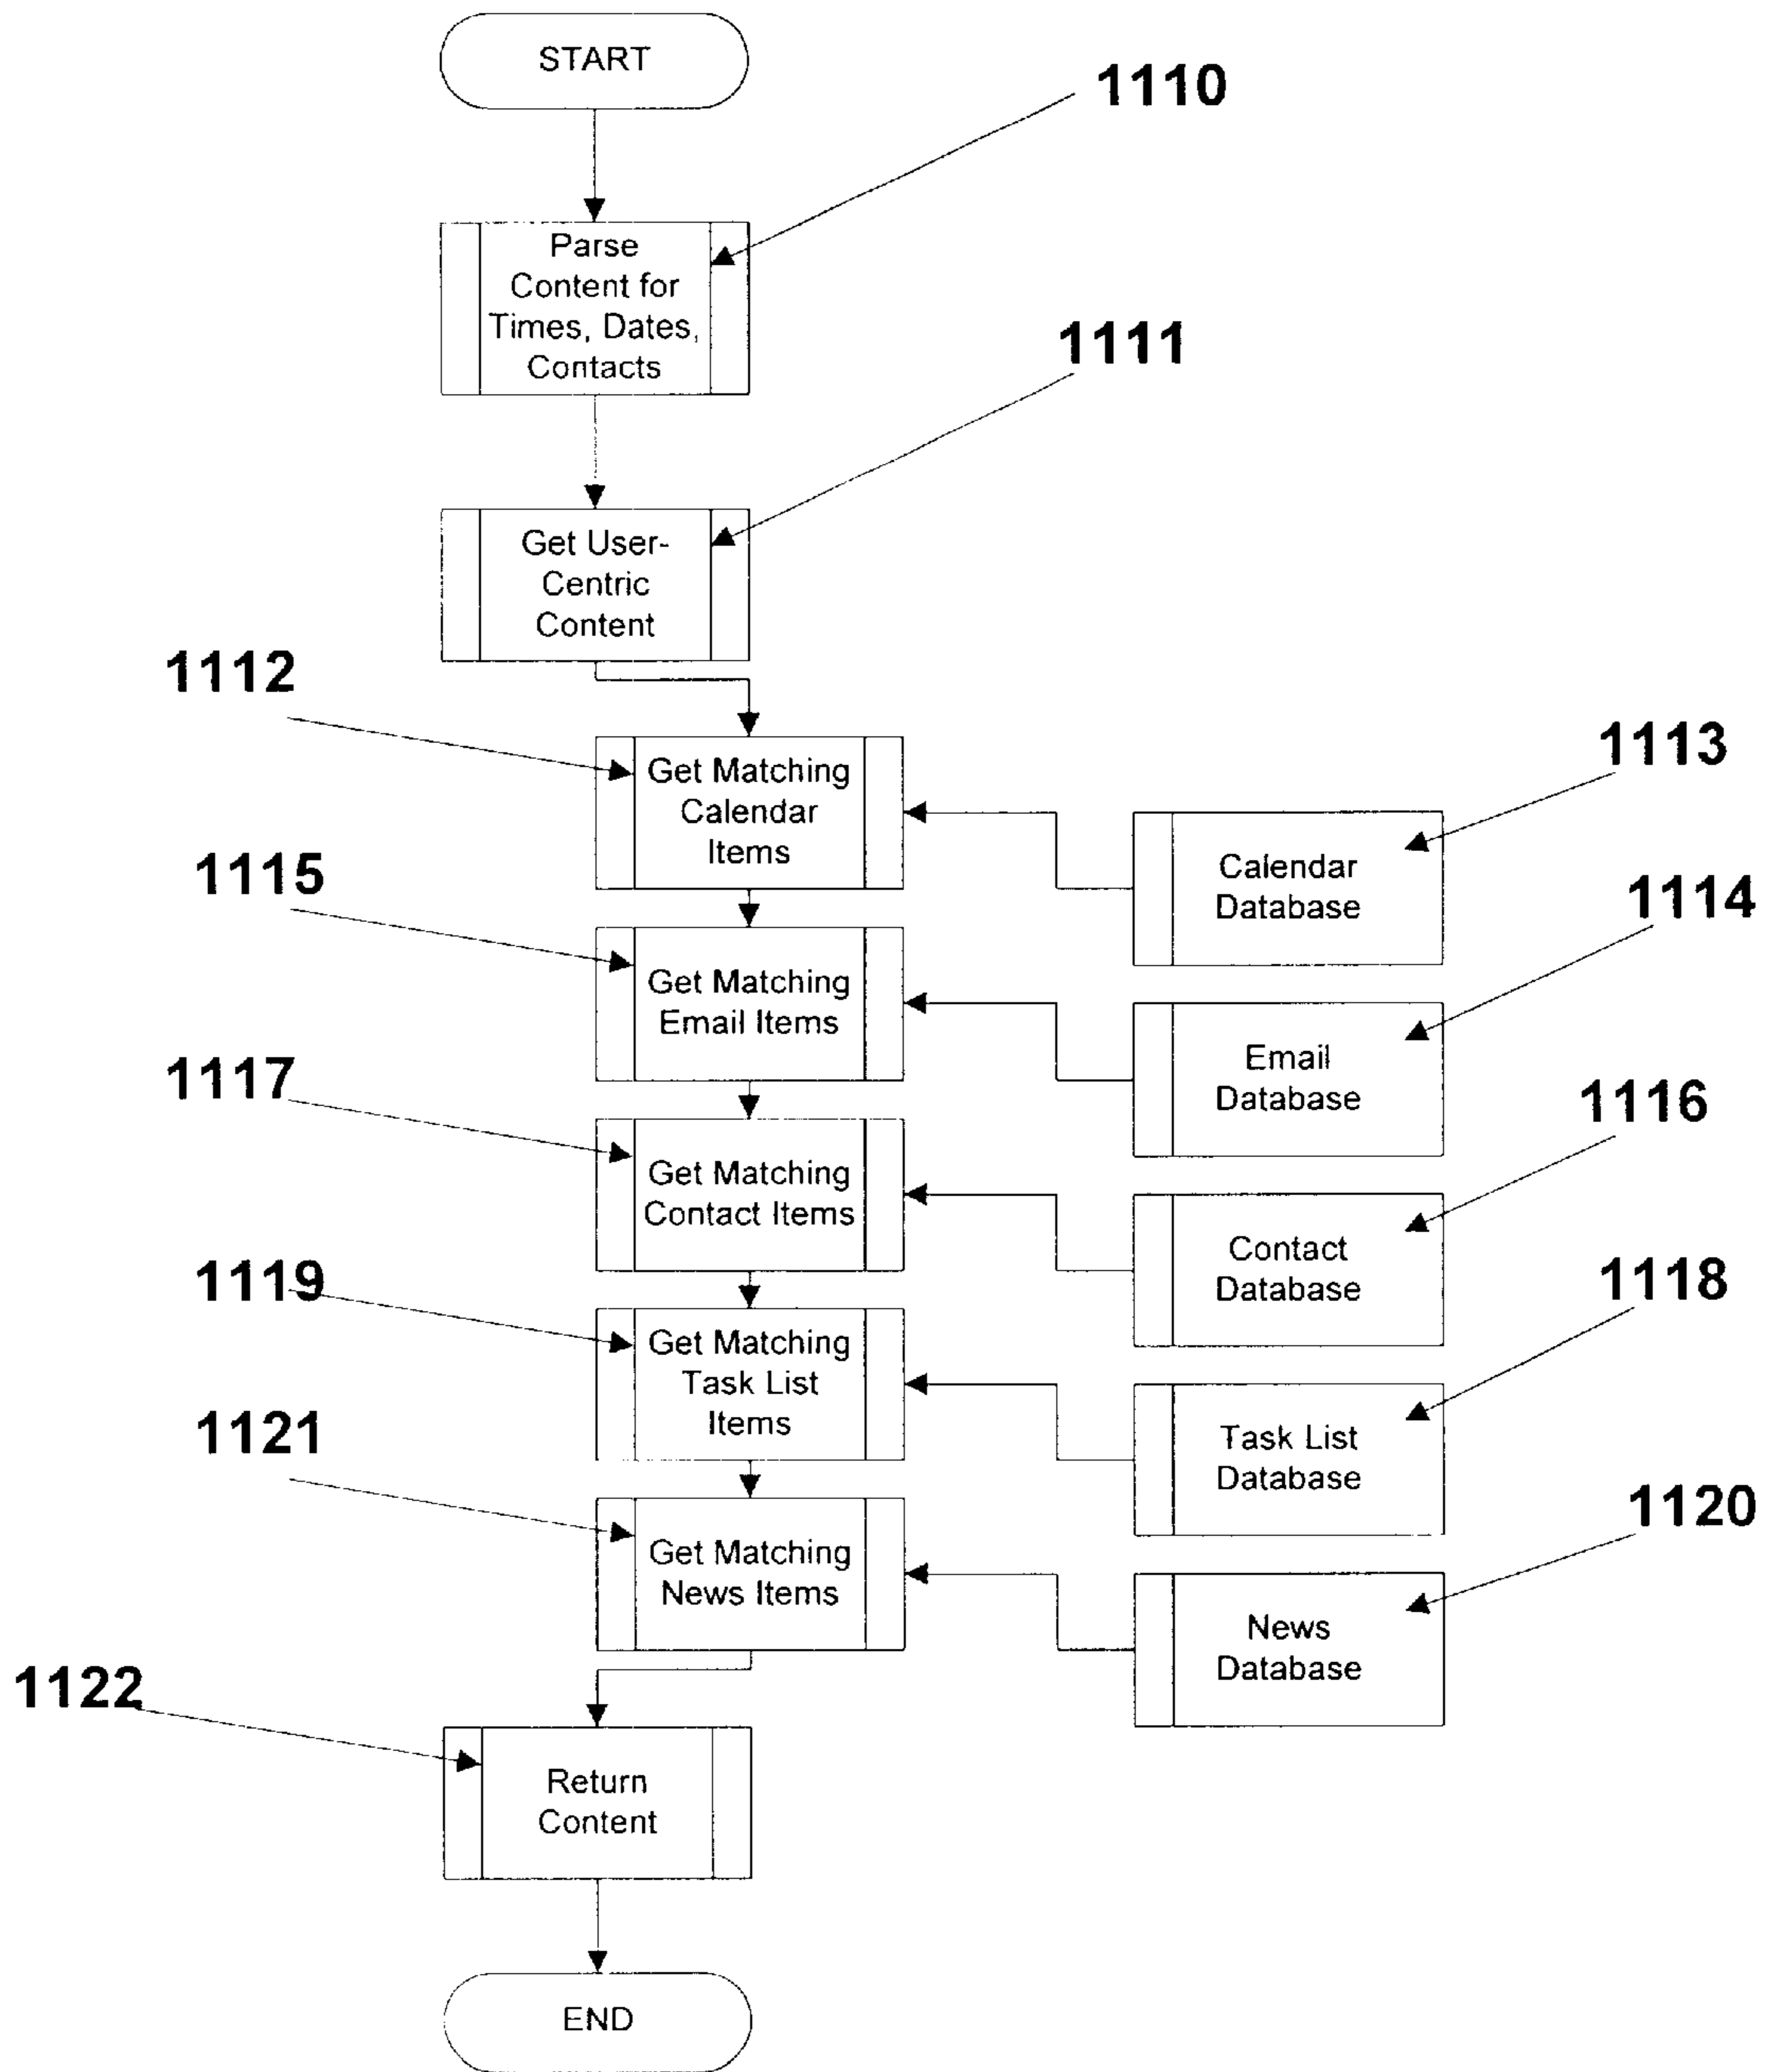 START
1110
Parse
Content for
Times, Dates,
Contacts
1111
Get User-
Centric
Content
1112
Get Matching
Calendar
Items
1113
Calendar
Database
1115
Get Matching
Email Items
1114
Email
Database
1117
Get Matching
Contact Items
1116
Contact
Database
1119
Get Matching
Task List
Items
1118
Task List
Database
1121
Get Matching
News Items
1120
News
Database
1122
Return
Content
END